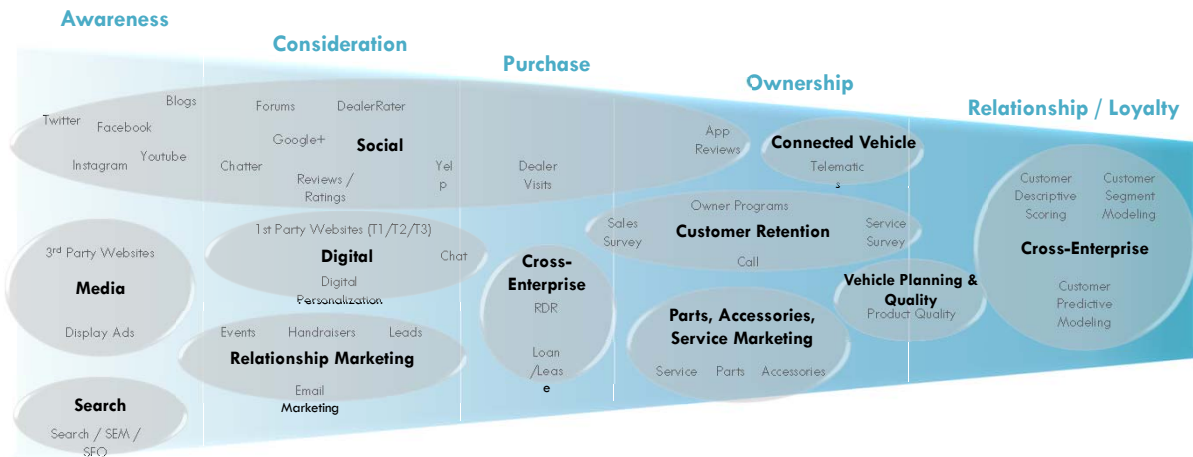 Awareness
Consideration
Purchase
Ownership
Relationship / Loyalty
Blogs
Twitter
Facebook
Instagram
Youtube
Forums
DealerRater
Google+
Social
Chatter
Reviews /
Ratings
Yel
p
Dealer
Visits
App
Reviews
Connected Vehicle
Telematic
s
Customer
Descriptive
Scoring
Customer
Segment
Modeling
Cross-Enterprise
Customer
Predictive
Modeling
3rd Party Websites
Media
Display Ads
1st Party Websites (T1/T2/T3)
Digital
Chat
Digital
Personalization
Cross-
Enterprise
RDR
Loan
/Leas
e
Owner Programs
Sales
Survey
Customer Retention
Service
Survey
Call
Vehicle Planning &
Quality
Product Quality
Parts, Accessories,
Service Marketing
Service Parts Accessories
Events Handraisers Leads
Relationship Marketing
Email
Marketing
Search
Search / SEM /
SEO